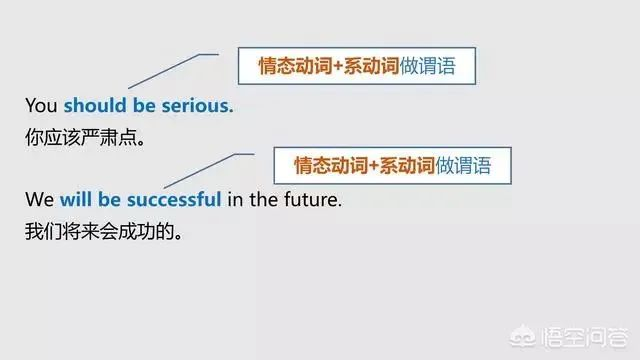 情态动词+系动词做谓语
You should be serious.
你应该严肃点。
情态动词+系动词做谓语
We will be successful in the future.
我们将来会成功的。
悟空问答